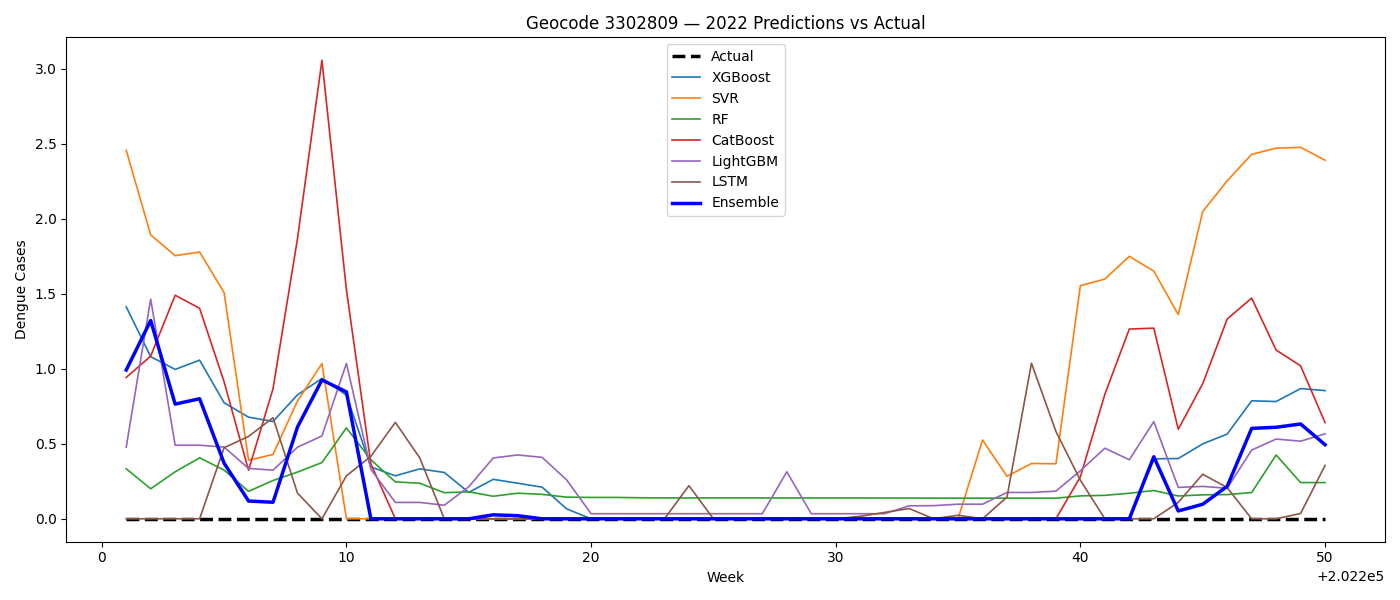 Geocode 3302809 — 2022 Predictions vs Actual
Dengue Cases
3.0
2.5
2.0
1.5
1.0
0.5
0.0
Actual
XGBoost
SVR
RF
CatBoost
LightGBM
LSTM
Ensemble
0 10 20 30 40 50
Week
+2.022e5